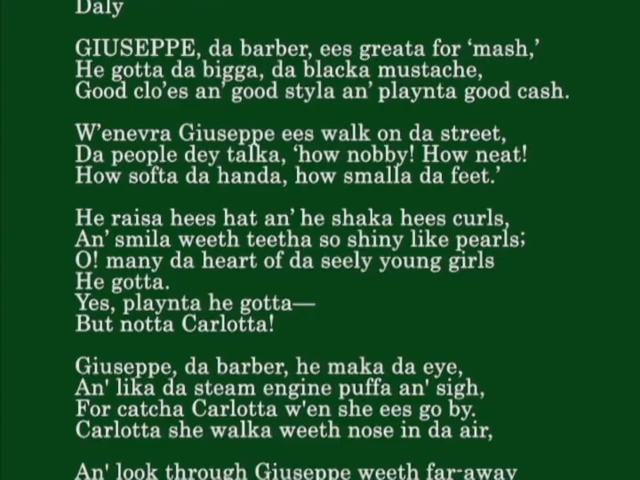 Daly
GIUSEPPE, da barber, ees greata for ‘mash,’
He gotta da bigga, da blacka mustache,
Good clo’es an’ good styla an’ playnta good cash.
W’enevra Giuseppe ees walk on da street,
Da people dey talka, ‘how nobby! How neat!
How softa da handa, how smalla da feet.’
He raisa hees hat an’ he shaka hees curls,
An’ smila weeth teetha so shiny like pearls;
O! many da heart of da seely young girls
He gotta.
Yes, playnta he gotta—
But notta Carlotta!
Giuseppe, da barber, he maka da eye,
An' lika da steam engine puffa an' sigh,
For catcha Carlotta w'en she ees go by.
Carlotta she walka weeth nose in da air,
An' look through Giuseppe weeth far-away